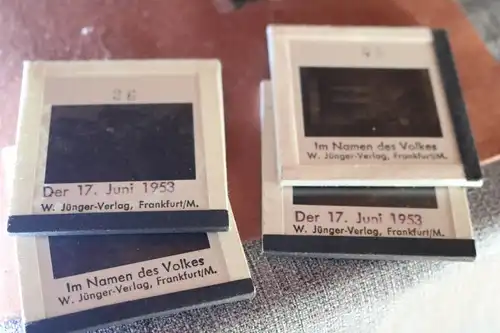 36
Der 17. Juni 1953
W. Jünger-Verlag, Frankfurt/M.
Im Namen des Volkes
W. Jünger-Verlag, Frankfurt/M.
Im Namen des Volkes
W. Jünger-Verlag, Frankfurt/M.
Der 17. Juni 1953
W. Jünger-Verlag, Frankfurt/M.